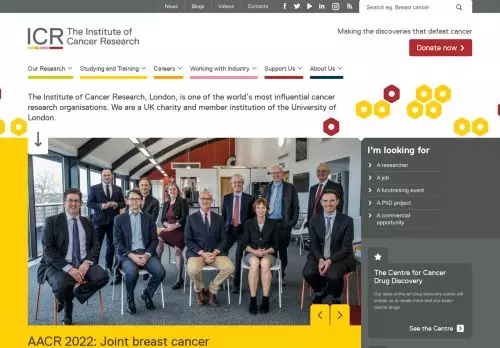 News Blogs Videos Vacancies Contact
Search eg. Breast cancer
ICR The Institute of
Cancer Research
Making the discoveries that defeat cancer
Donate now
Our Research
Studying and Training
Careers
Working with industry
Support Us
About Us
The Institute of Cancer Research, London, is one of the world's most influential cancer
research organisations. We are a UK charity and member institution of the University of
London.
I'm looking for
A researcher
A job
A fundraising event
A PhD project
A commercial
opportunity
The Centre for Cancer
Drug Discovery
Our state-of-the-art drug discovery centre will
enable us to create more and and better
cancer drugs
See the Centre
AACR 2022: Joint breast cancer